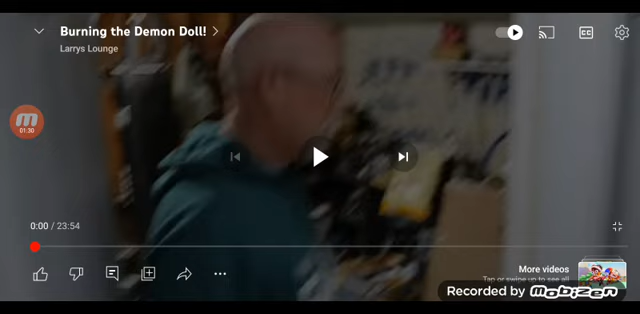 Burning the Demon Doll!
Larrys Lounge
CC
m
01:30
0:00 / 23:54
More videos
Tap or swipe up to see all
Recorded by Mobizen